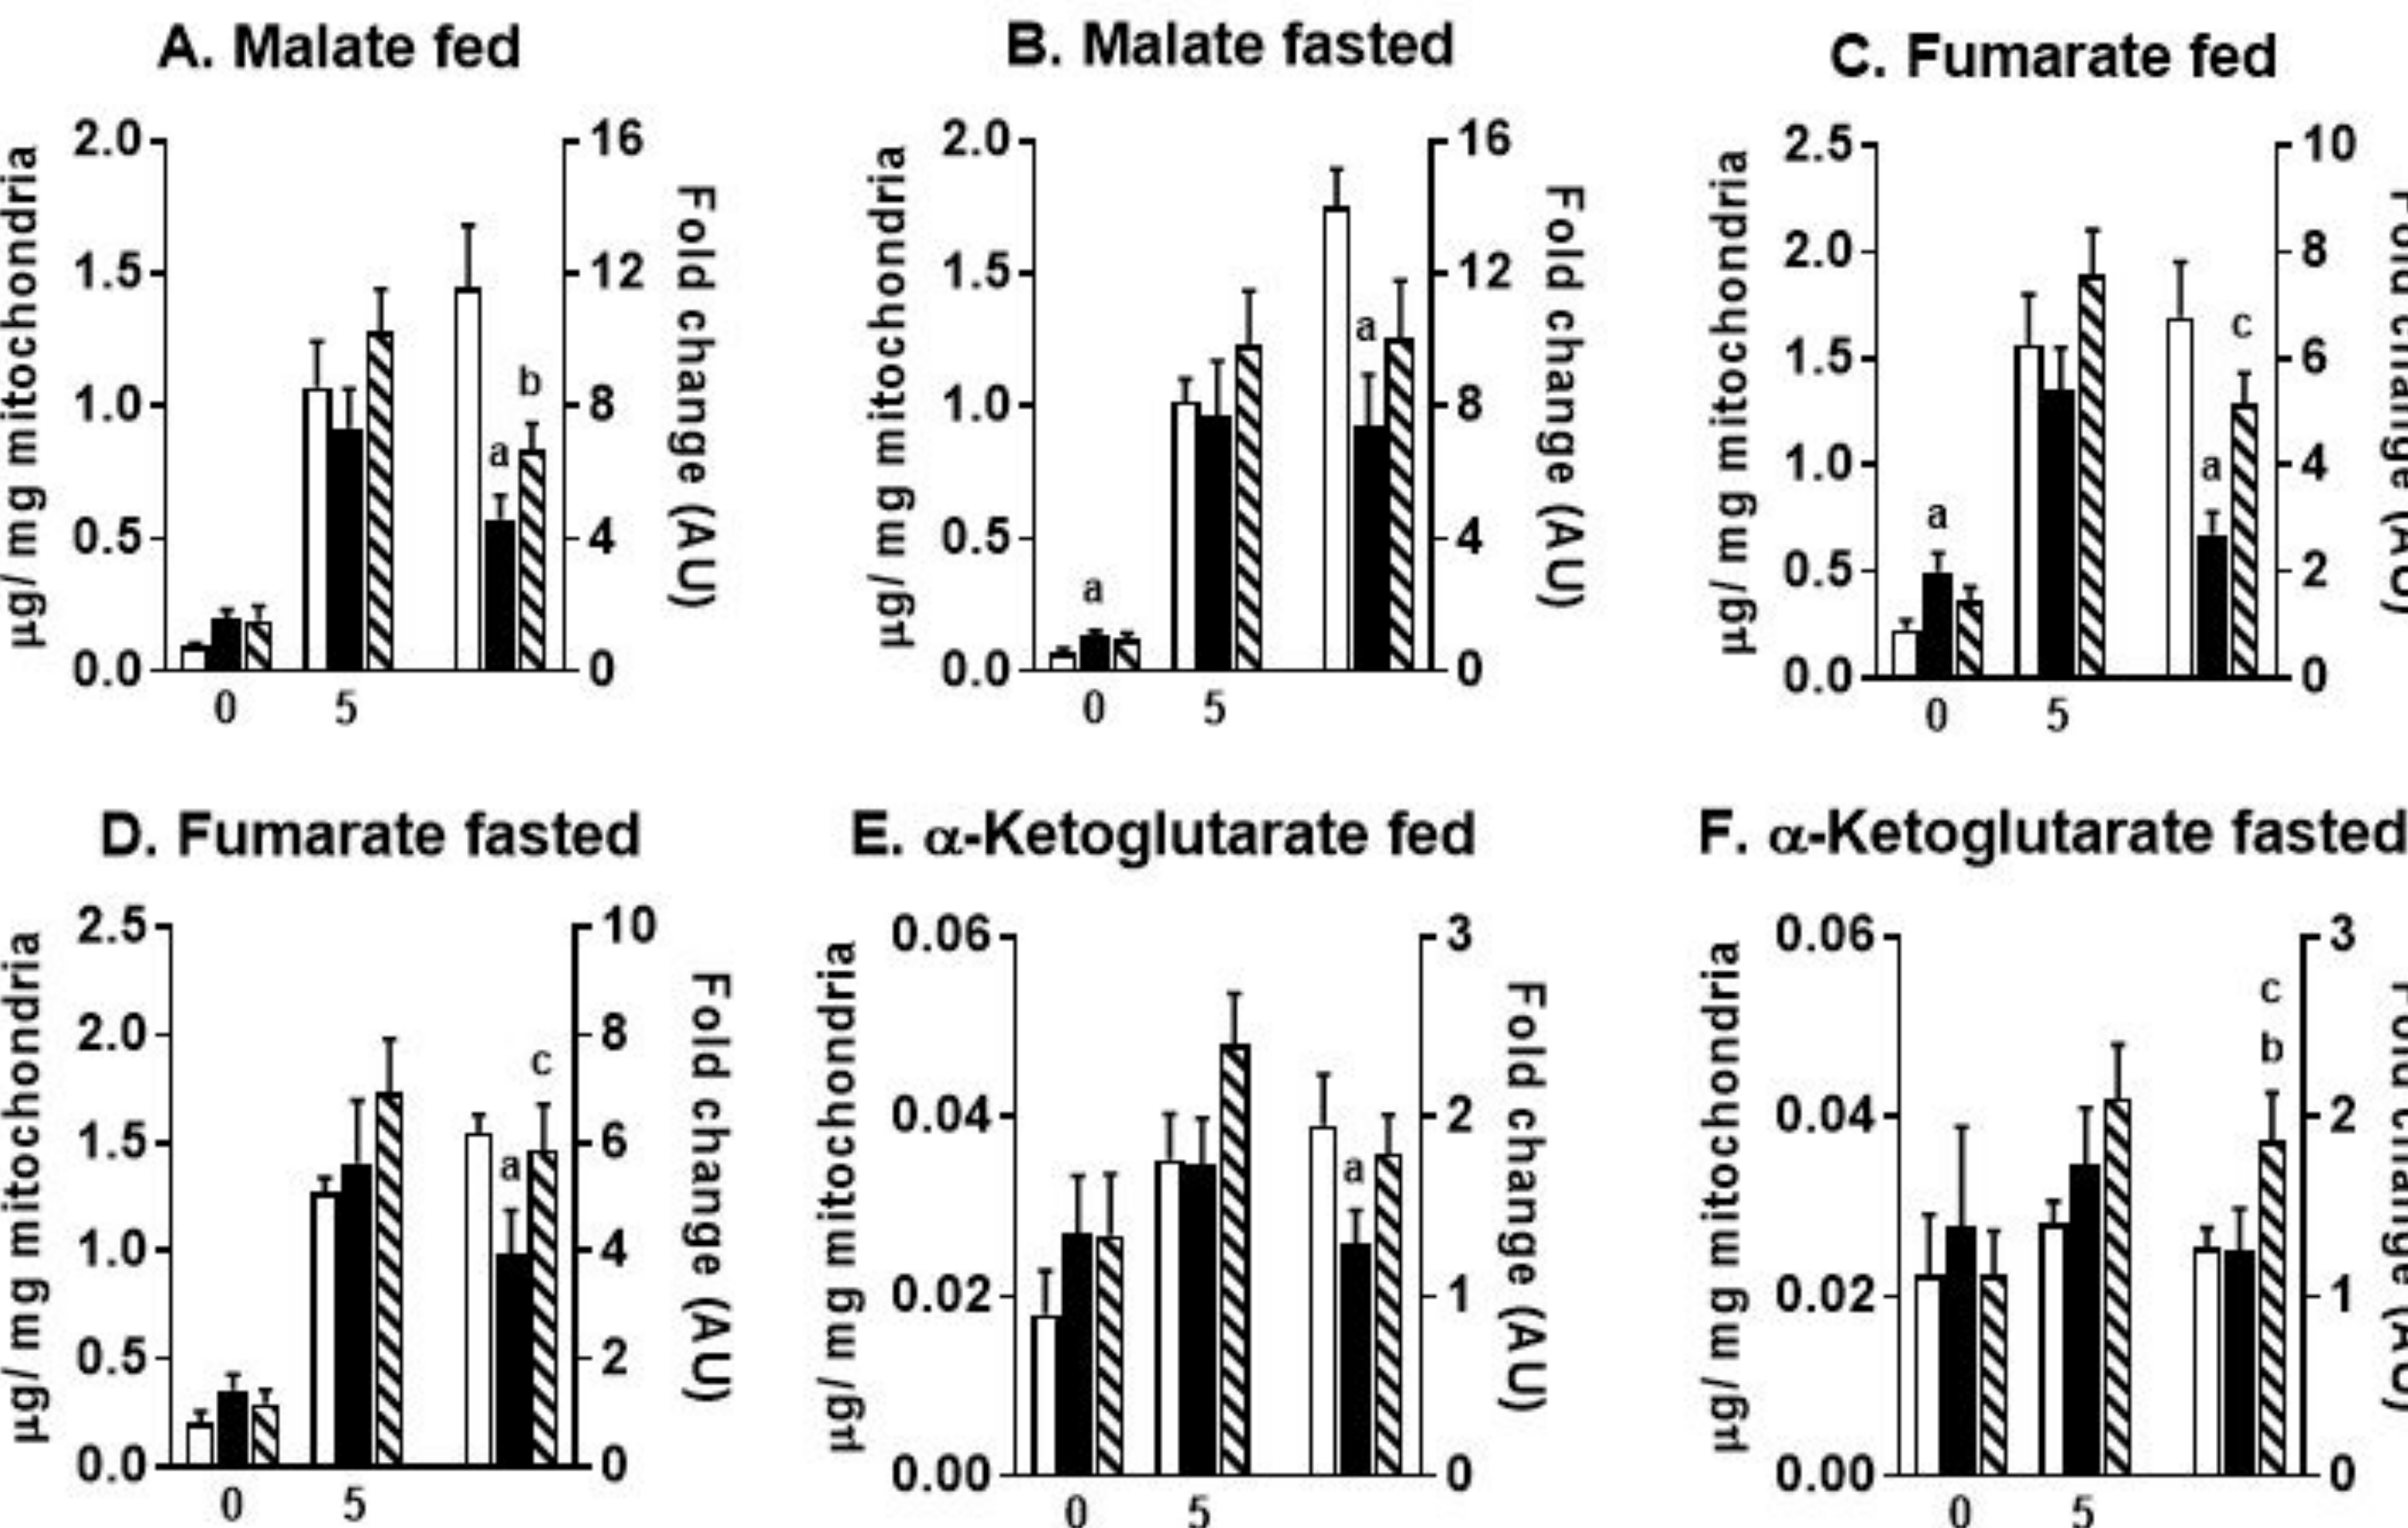 A. Malate fed
µg/ mg mitochondria
2.0
1.5
1.0
0.5
0.0
16
12
8
4
0
Fold change (AU)
a
b
0
5
B. Malate fasted
µg/ mg mitochondria
2.0
1.5
1.0
0.5
0.0
16
12
8
4
0
Fold change (AU)
a
a
0
5
C. Fumarate fed
µg/ mg mitochondria
2.5
2.0
1.5
1.0
0.5
0.0
10
8
6
4
2
0
Fold change (AU)
a
a
c
0
5
D. Fumarate fasted
µg/ mg mitochondria
2.5
2.0
1.5
1.0
0.5
0.0
10
8
6
4
2
0
Fold change (AU)
a
c
0
5
E. α-Ketoglutarate fed
µg/ mg mitochondria
0.06
0.04
0.02
0.00
3
2
1
0
Fold change (AU)
a
0
5
F. α-Ketoglutarate fasted
µg/ mg mitochondria
0.06
0.04
0.02
0.00
3
2
1
0
Fold change (AU)
c
b
0
5